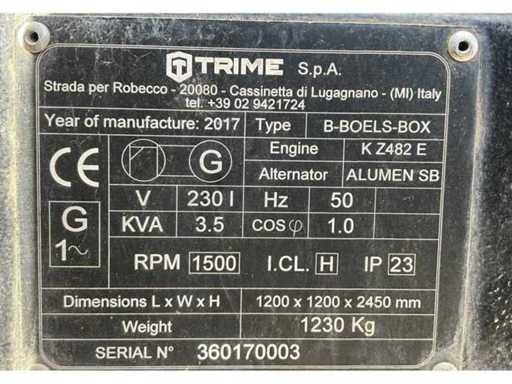 TRIME S.p.A.
Strada per Robecco - 20080 - Cassinetta di Lugagnano - (MI) Italy
tel. +39 02 9421724
Year of manufacture: 2017 Type B-BOELS-BOX
CE G Engine K Z482 E
Alternator ALUMEN SB
V 230 I Hz 50
G 1~ KVA 3.5 COSφ 1.0
RPM 1500 I.CL. H IP 23
Dimensions L x W x H 1200 x 1200 x 2450 mm
Weight 1230 Kg
SERIAL N° 360170003